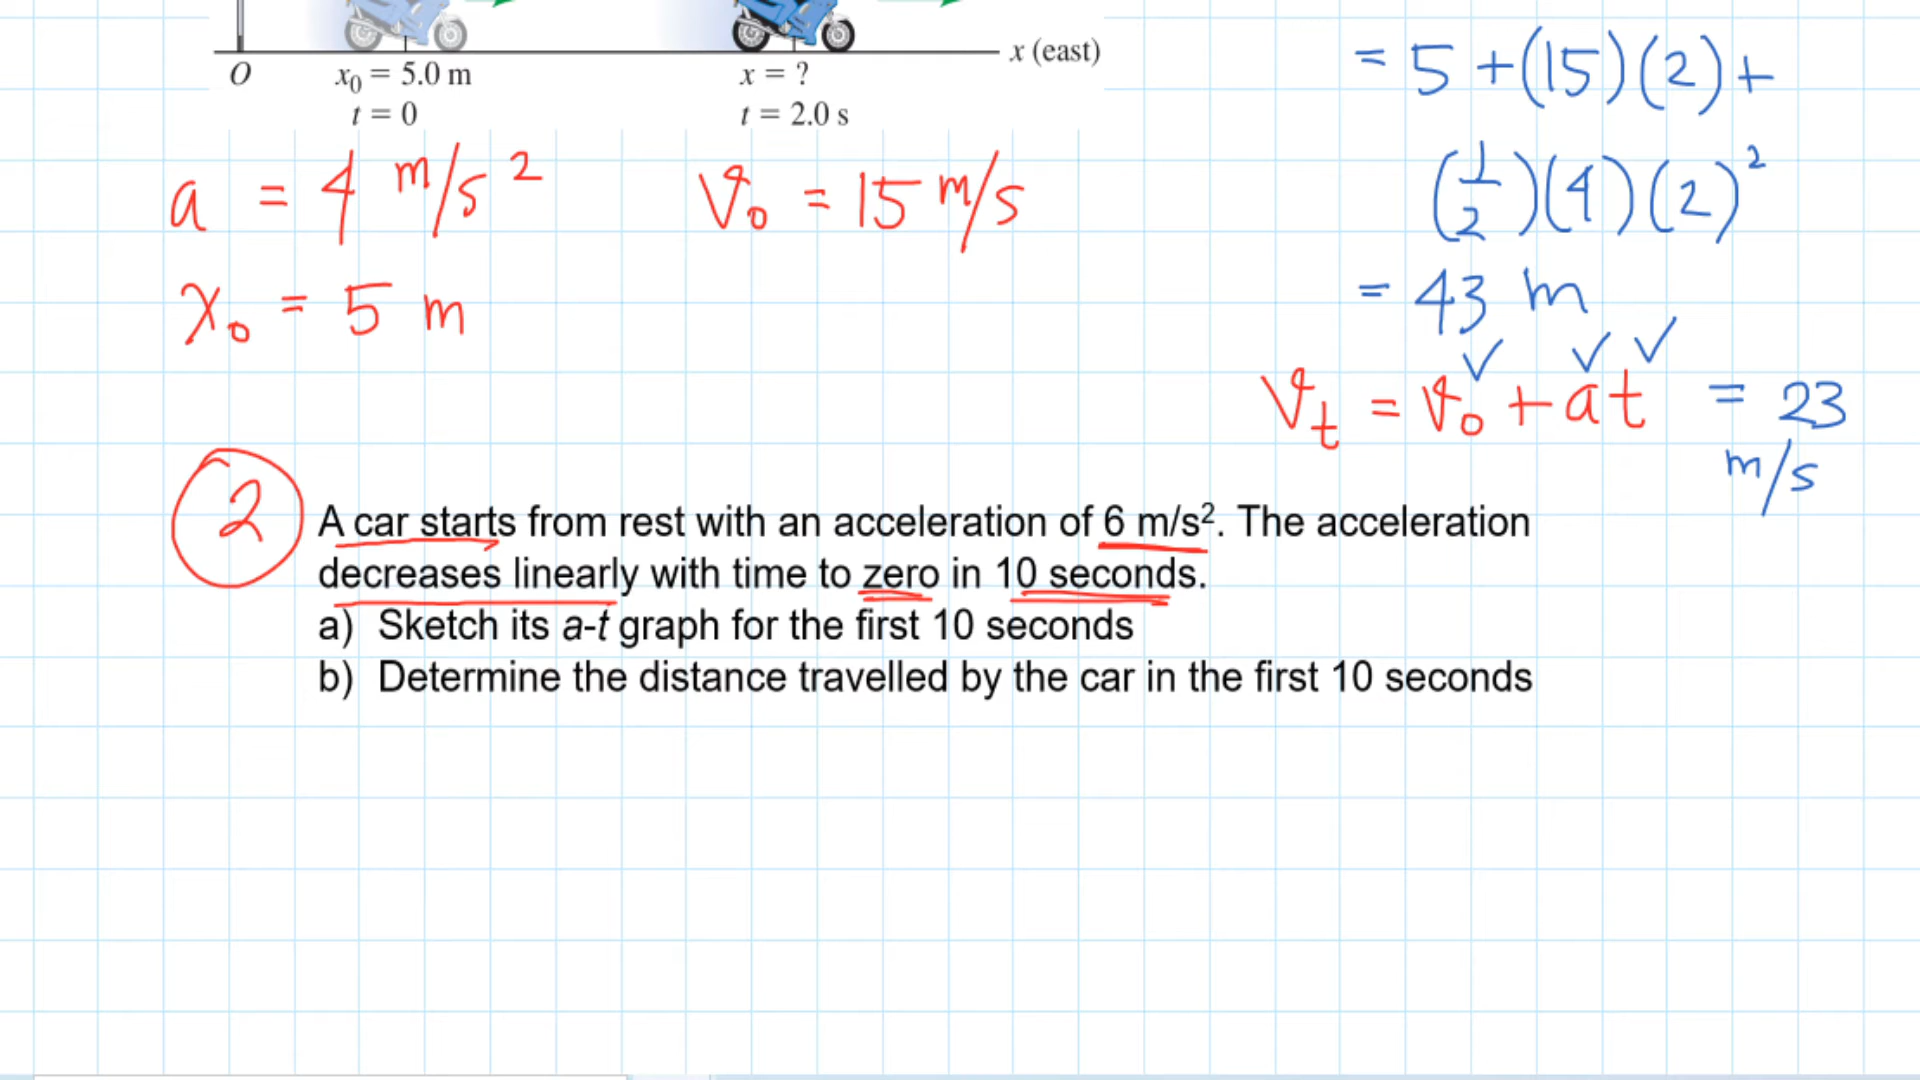 x (east)
O
x₀ = 5.0 m
x = ?
t = 0
t = 2.0 s
= 5 + (15)(2) +
(1/2)(4)(2)²
= 43 m
a = 4 m/s²
v₀ = 15 m/s
x₀ = 5 m
✓ ✓ ✓
vₜ = v₀ + at = 23
m/s
2
A car starts from rest with an acceleration of 6 m/s². The acceleration
decreases linearly with time to zero in 10 seconds.
a) Sketch its a-t graph for the first 10 seconds
b) Determine the distance travelled by the car in the first 10 seconds